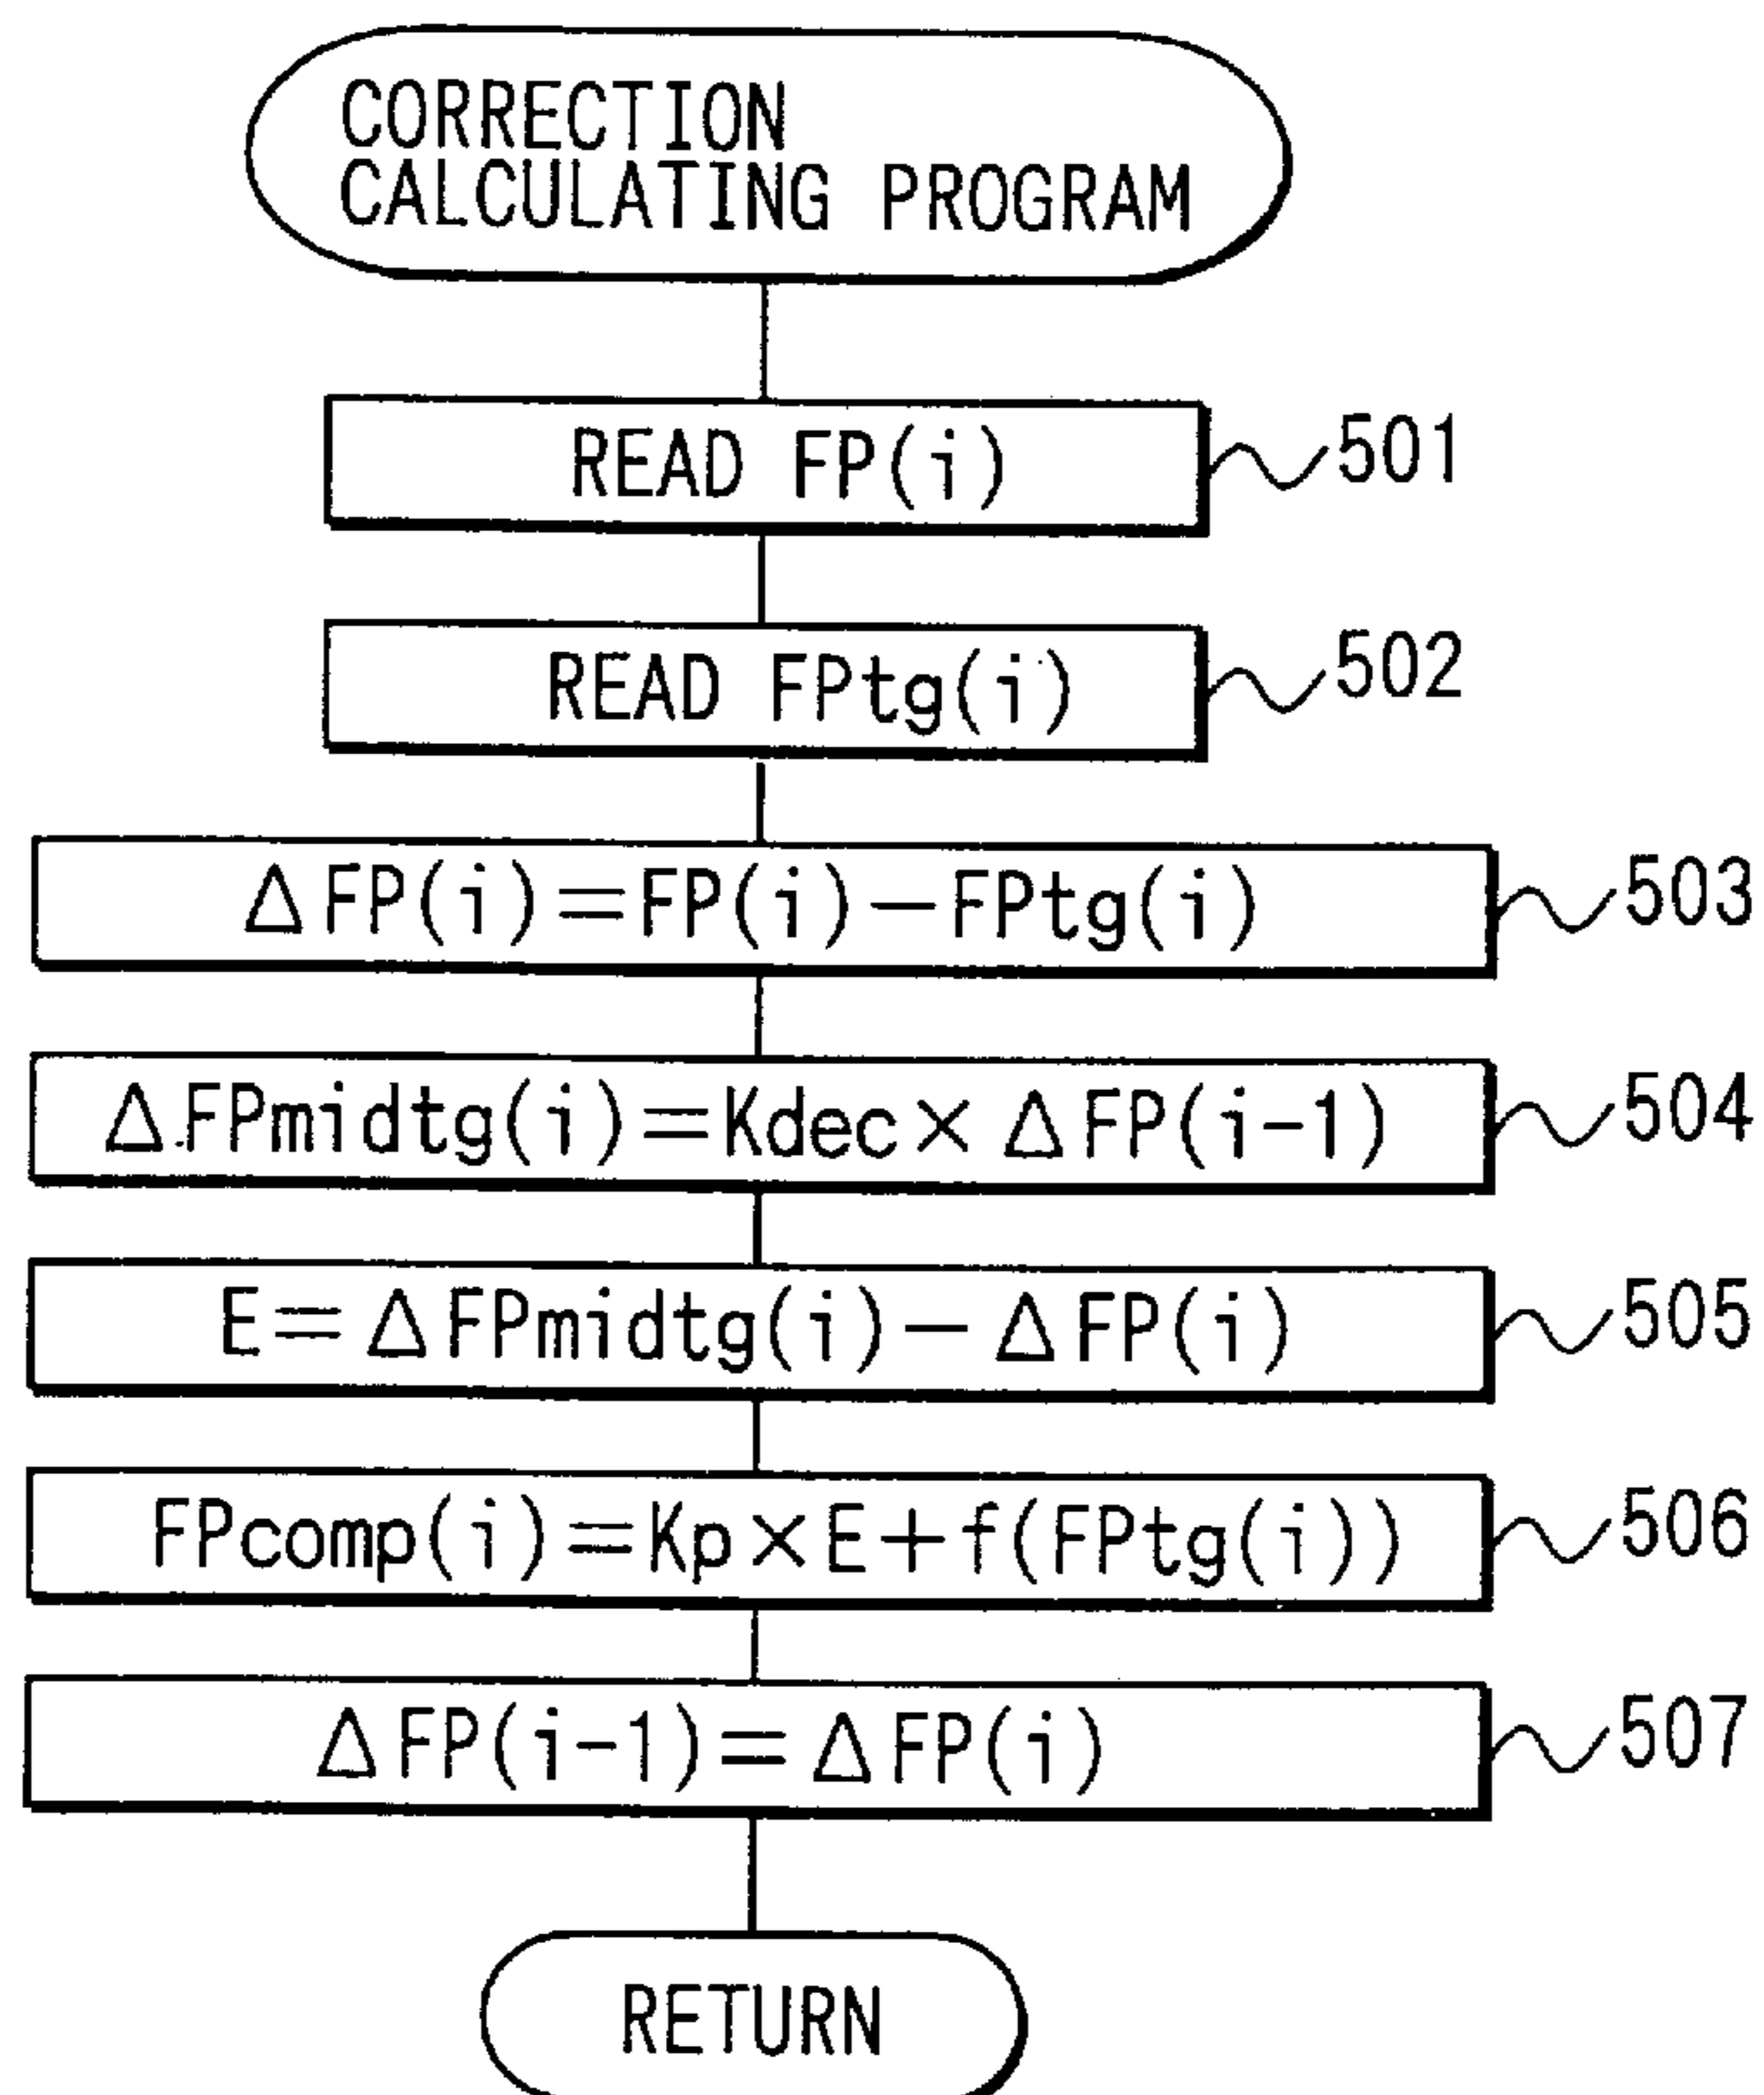 CORRECTION
CALCULATING PROGRAM
READ FP(i)
501
READ FPtg(i)
502
ΔFP(i)=FP(i)-FPtg(i)
503
ΔFPmidtg(i)=Kdec×ΔFP(i-1)
504
E=ΔFPmidtg(i)-ΔFP(i)
505
FPcomp(i)=Kp×E+f(FPtg(i))
506
ΔFP(i-1)=ΔFP(i)
507
RETURN